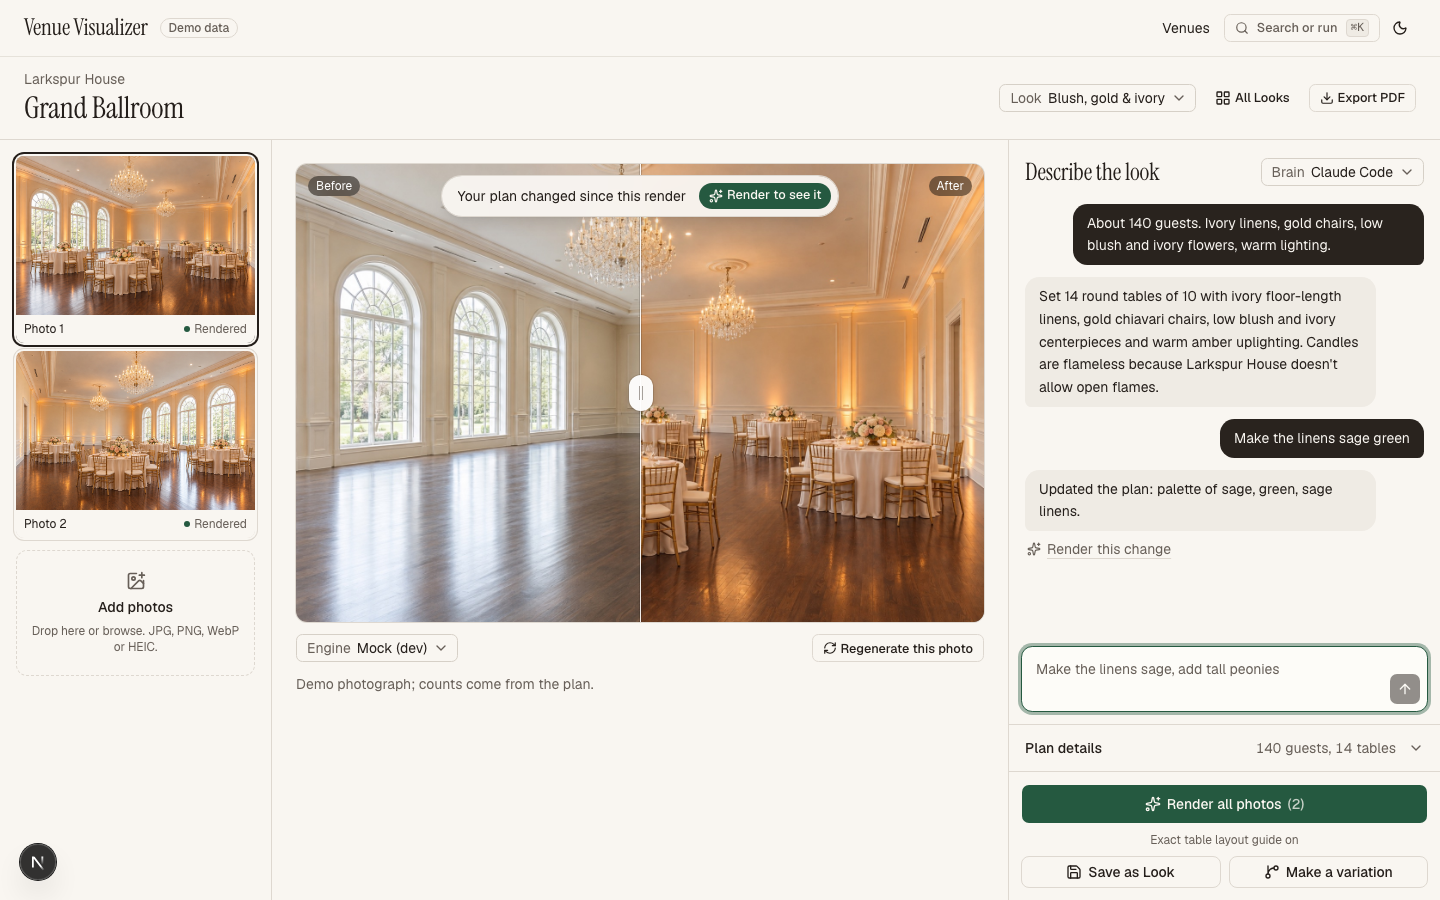 Venue Visualizer
Demo data
Venues
Search or run ⌘K
Larkspur House
Grand Ballroom
Look Blush, gold & ivory
All Looks
Export PDF
Photo 1
Rendered
Photo 2
Rendered
Add photos
Drop here or browse. JPG, PNG, WebP
or HEIC.
Before
Your plan changed since this render
Render to see it
After
Engine Mock (dev)
Regenerate this photo
Demo photograph; counts come from the plan.
Describe the look
Brain Claude Code
About 140 guests. Ivory linens, gold chairs, low
blush and ivory flowers, warm lighting.
Set 14 round tables of 10 with ivory floor-length
linens, gold chiavari chairs, low blush and ivory
centerpieces and warm amber uplighting. Candles
are flameless because Larkspur House doesn't
allow open flames.
Make the linens sage green
Updated the plan: palette of sage, green, sage
linens.
Render this change
Make the linens sage, add tall peonies
Plan details
140 guests, 14 tables
Render all photos (2)
Exact table layout guide on
Save as Look
Make a variation
N